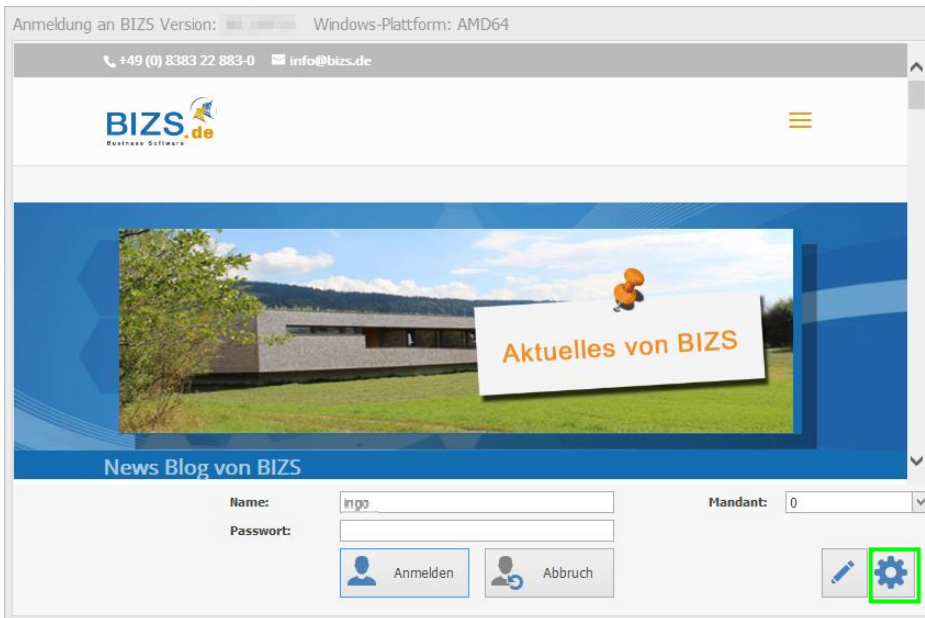 Anmeldung an BIZS Version: Windows-Plattform: AMD64
+49 (0) 8383 22 883-0 info@bizs.de
BIZS.de
Business Software
Aktuelles von BIZS
News Blog von BIZS
Name: ingo Mandant: 0
Passwort:
Anmelden Abbruch